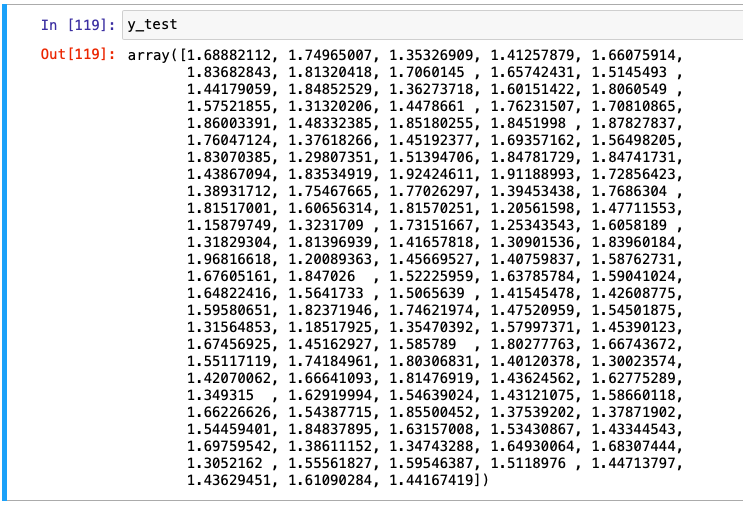 In [119]: y_test
Out[119]: array([1.68882112, 1.74965007, 1.35326909, 1.41257879, 1.66075914,
1.83682843, 1.81320418, 1.7060145 , 1.65742431, 1.5145493 ,
1.44179059, 1.84852529, 1.36273718, 1.60151422, 1.8060549 ,
1.57521855, 1.31320206, 1.4478661 , 1.76231507, 1.70810865,
1.86003391, 1.48332385, 1.85180255, 1.8451998 , 1.87827837,
1.76047124, 1.37618266, 1.45192377, 1.69357162, 1.56498205,
1.83070385, 1.29807351, 1.51394706, 1.84781729, 1.84741731,
1.43867094, 1.83534919, 1.92424611, 1.91188993, 1.72856423,
1.38931712, 1.75467665, 1.77026297, 1.39453438, 1.7686304 ,
1.81517001, 1.60656314, 1.81570251, 1.20561598, 1.47711553,
1.15879749, 1.3231709 , 1.73151667, 1.25343543, 1.6058189 ,
1.31829304, 1.81396939, 1.41657818, 1.30901536, 1.83960184,
1.96816618, 1.20089363, 1.45669527, 1.40759837, 1.58762731,
1.67605161, 1.847026  , 1.52225959, 1.63785784, 1.59041024,
1.64822416, 1.5641733 , 1.5065639 , 1.41545478, 1.42608775,
1.59580651, 1.82371946, 1.74621974, 1.47520959, 1.54501875,
1.31564853, 1.18517925, 1.35470392, 1.57997371, 1.45390123,
1.67456925, 1.45162927, 1.585789  , 1.80277763, 1.66743672,
1.55117119, 1.74184961, 1.80306831, 1.40120378, 1.30023574,
1.42070062, 1.66641093, 1.81476919, 1.43624562, 1.62775289,
1.349315  , 1.62919994, 1.54639024, 1.43121075, 1.58660118,
1.66226626, 1.54387715, 1.85500452, 1.37539202, 1.37871902,
1.54459401, 1.84837895, 1.63157008, 1.53430867, 1.43344543,
1.69759542, 1.38611152, 1.34743288, 1.64930064, 1.68307444,
1.3052162 , 1.55561827, 1.59546387, 1.5118976 , 1.44713797,
1.43629451, 1.61090284, 1.44167419])